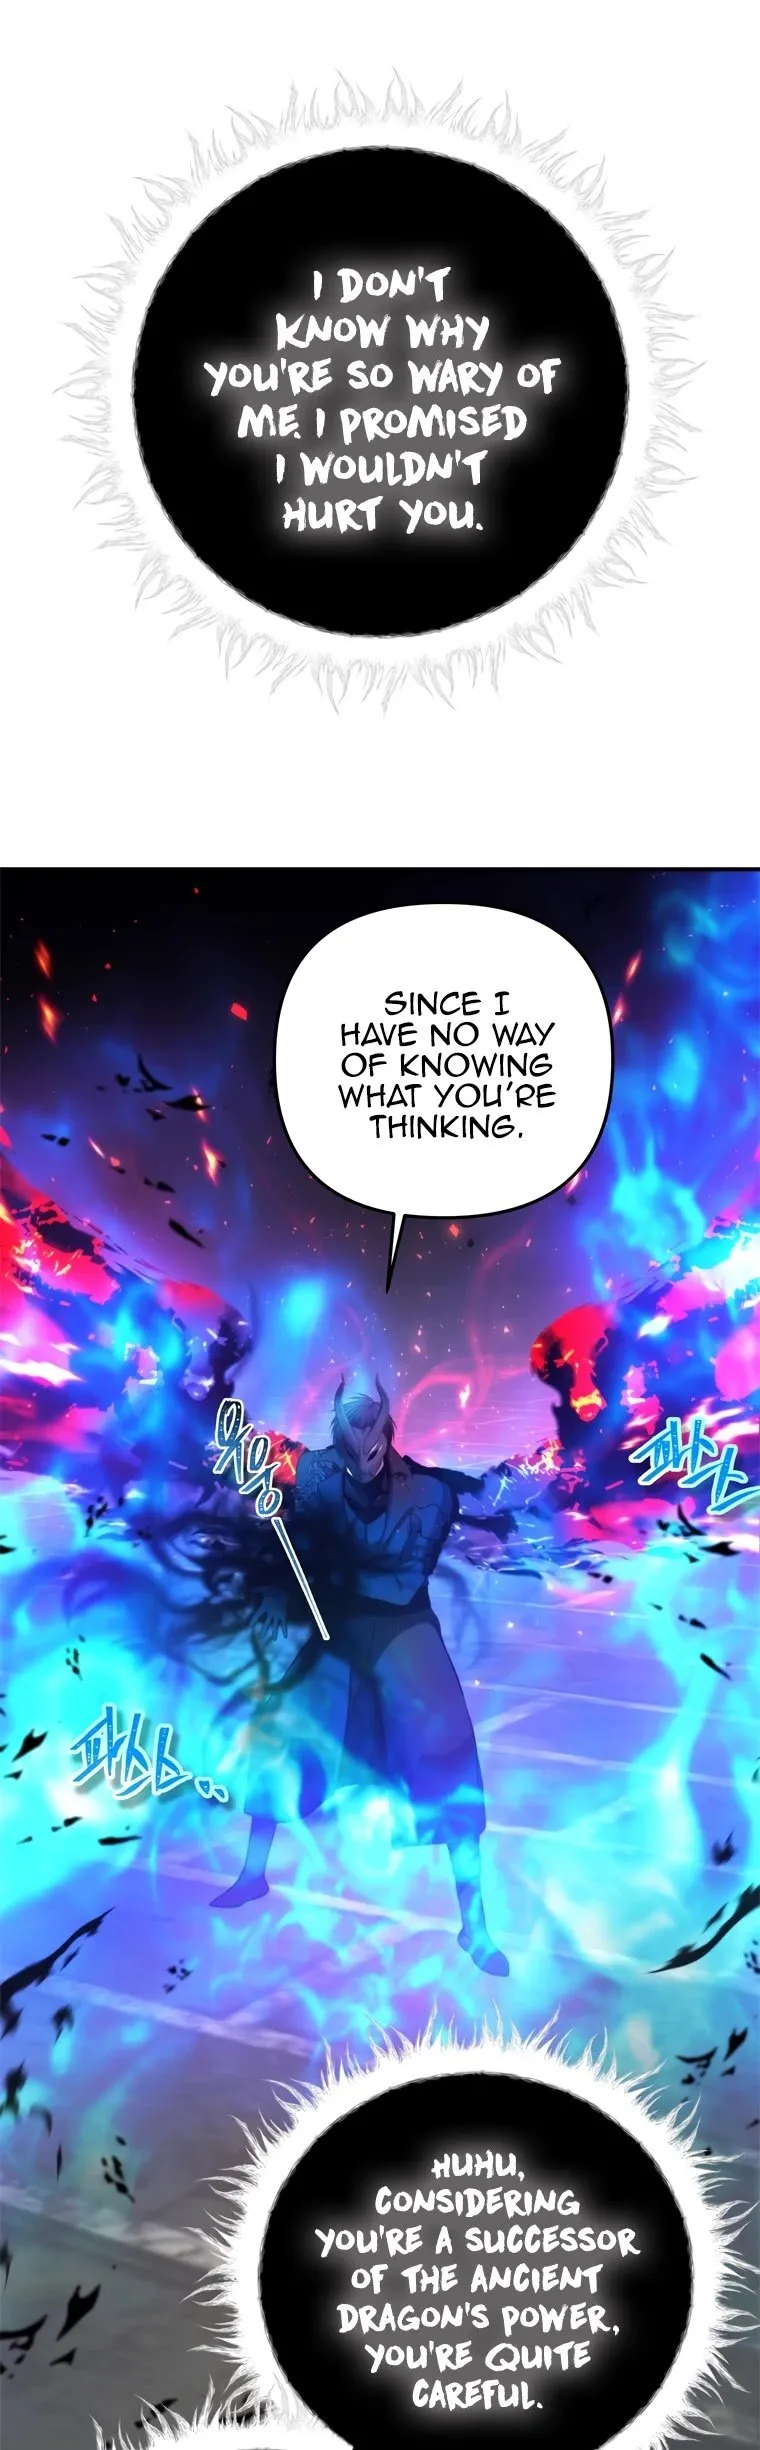 I DON'T
KNOW WHY
YOU'RE SO WARY OF
ME. I PROMISED
I WOULDN'T
HURT YOU.
SINCE I
HAVE NO WAY
OF KNOWING
WHAT YOU'RE
THINKING.
파스스
파스스..
HUHU,
CONSIDERING
YOU'RE A SUCCESSOR
OF THE ANCIENT
DRAGON'S POWER,
YOU'RE QUITE
CAREFUL.